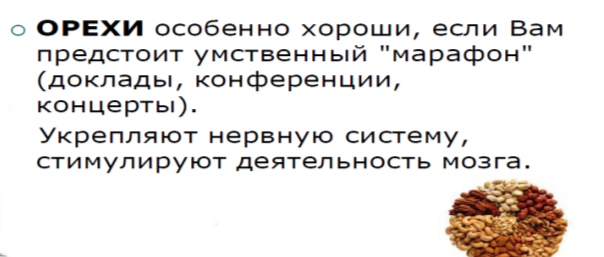 ОРЕХИ особенно хороши, если Вам
предстоит умственный "марафон"
(доклады, конференции,
концерты).
Укрепляют нервную систему,
стимулируют деятельность мозга.